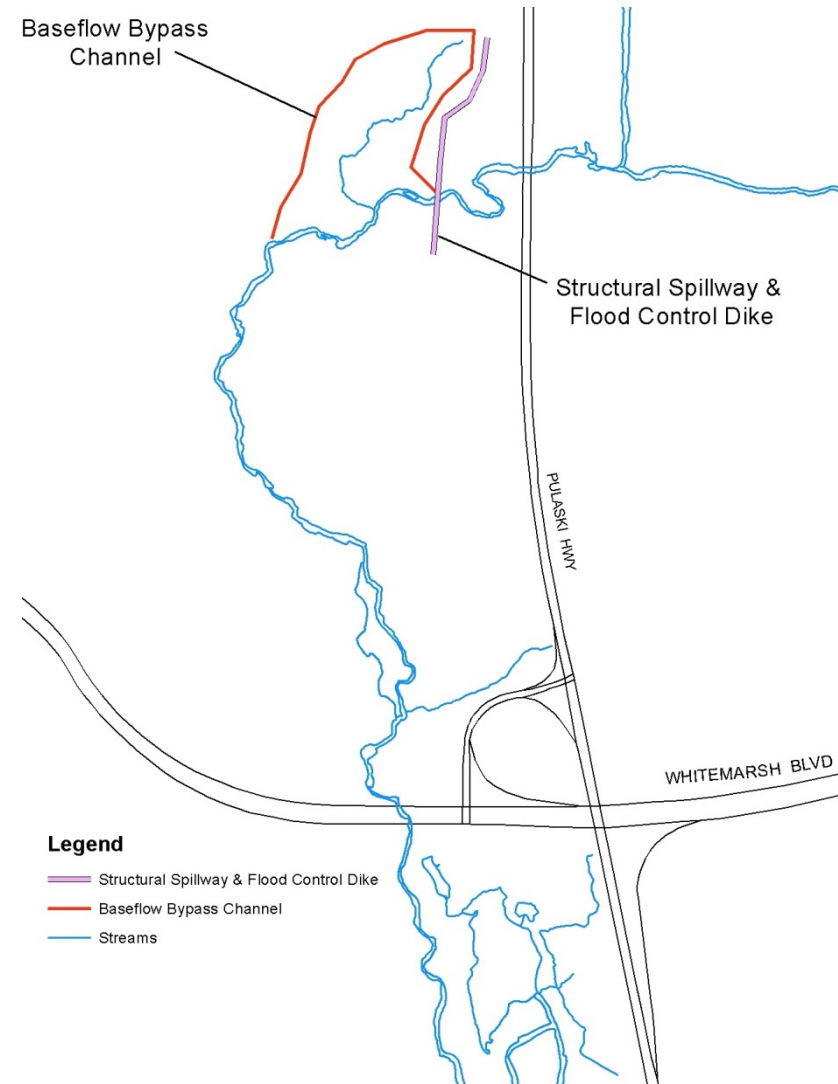 Baseflow Bypass
Channel
Structural Spillway &
Flood Control Dike
PULASKI HWY
WHITEMARSH BLVD
Legend
Structural Spillway & Flood Control Dike
Baseflow Bypass Channel
Streams